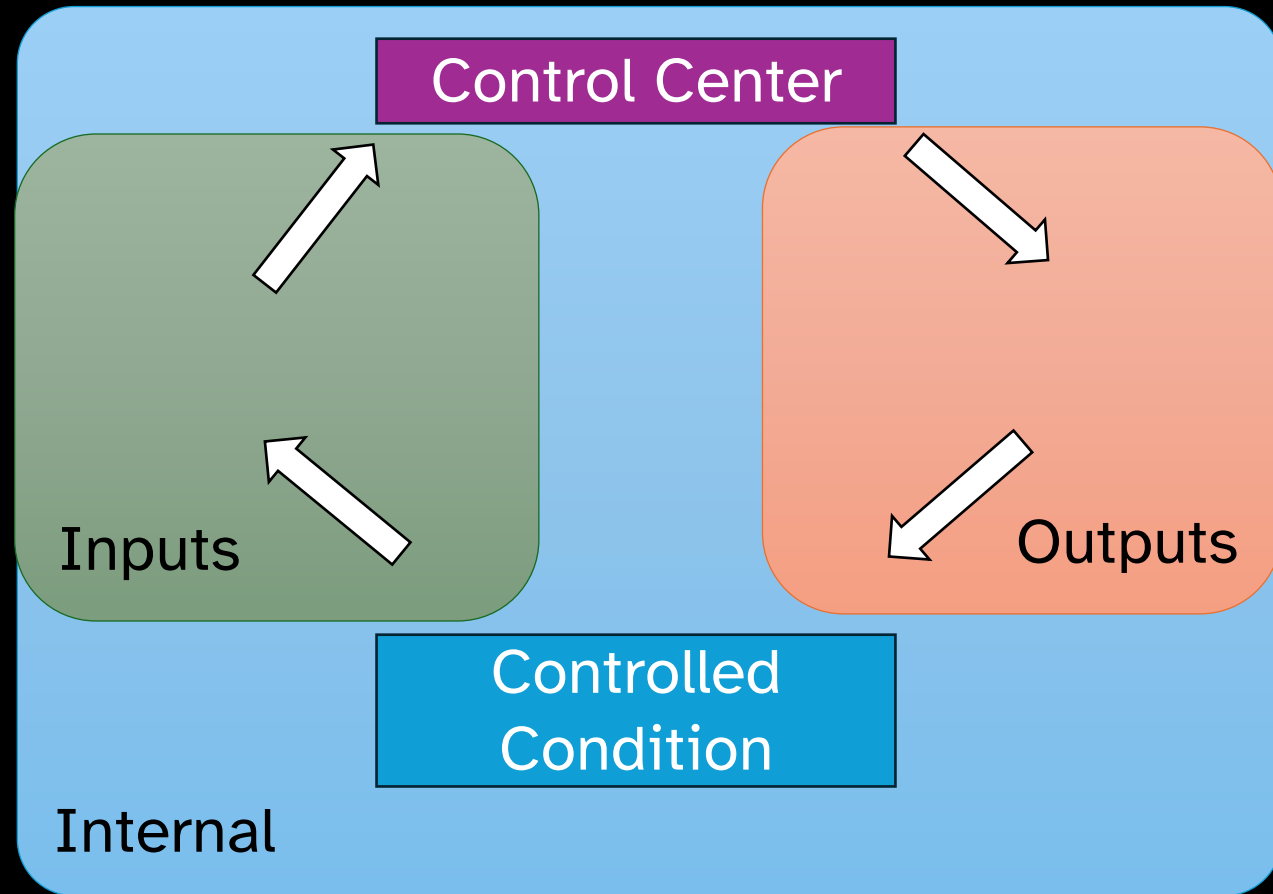 Control Center
Inputs
Outputs
Controlled
Condition
Internal